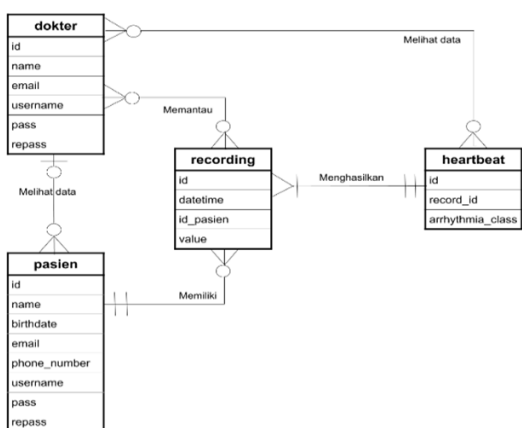 dokter
id
name
email
username
pass
repass
Melihat data
Memantau
recording
id
datetime
id_pasien
value
Menghasilkan
heartbeat
id
record_id
arrhythmia_class
Melihat data
pasien
id
name
birthdate
email
phone_number
username
pass
repass
Memiliki